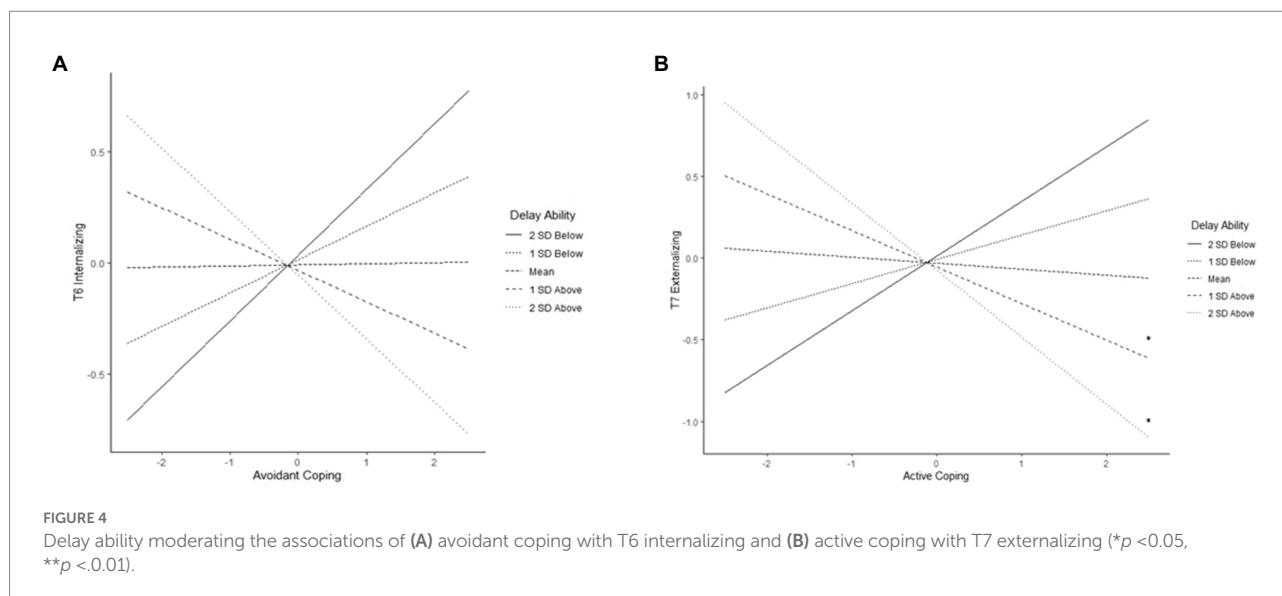 A
B
T6 Internalizing
0.5
0.0
-0.5
-2
-1
0
1
2
Avoidant Coping
Delay Ability
2 SD Below
1 SD Below
Mean
1 SD Above
2 SD Above
T7 Externalizing
1.0
0.5
0.0
-0.5
-1.0
*
*
-2
-1
0
1
2
Active Coping
Delay Ability
2 SD Below
1 SD Below
Mean
1 SD Above
2 SD Above
FIGURE 4
Delay ability moderating the associations of (A) avoidant coping with T6 internalizing and (B) active coping with T7 externalizing (*p <0.05,
**p <.0.01).